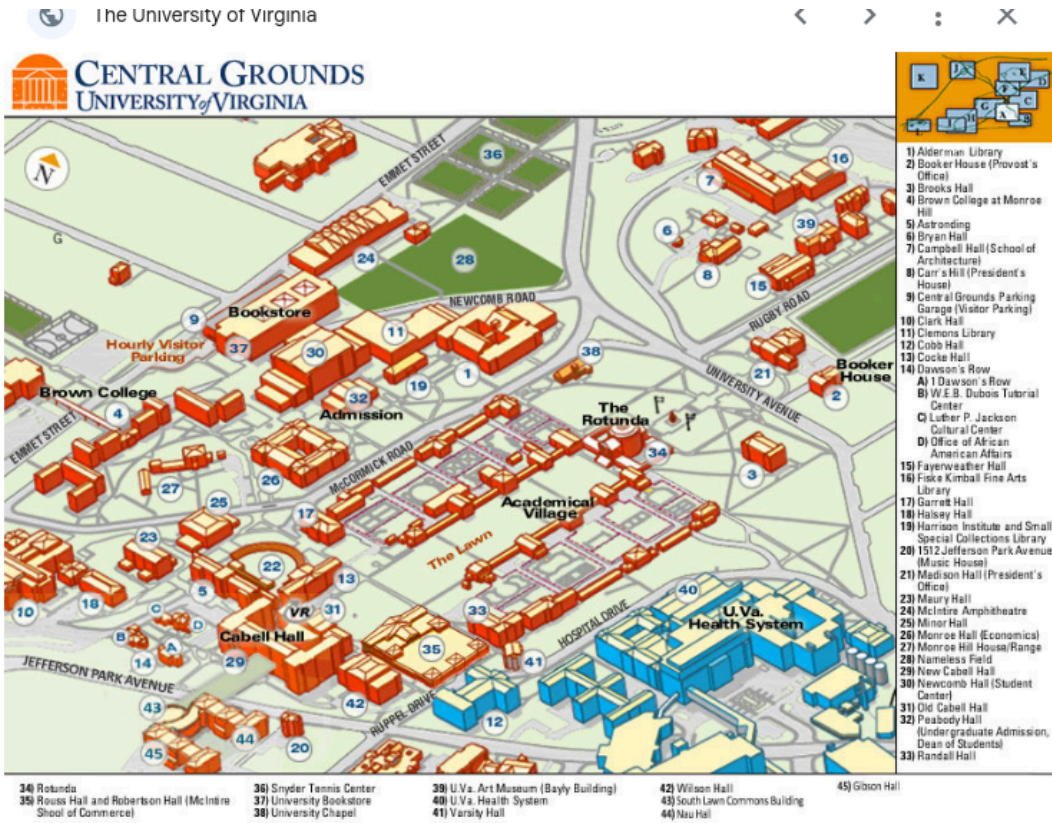 The University of Virginia
CENTRAL GROUNDS
UNIVERSITY of VIRGINIA
N
EMMET STREET
36
16
7
G
6
39
24
28
8
15
NEWCOMB ROAD
RUGBY ROAD
9
Bookstore
11
Hourly Visitor
Parking
37
30
38
1
19
21
Booker
House
Brown College
32
UNIVERSITY AVENUE
2
4
Admission
The
Rotunda
EMMET STREET
34
3
McCORMICK ROAD
26
27
Academical
Village
25
17
The Lawn
23
22
13
40
5
U.Va.
Health System
10
18
C
VR
31
33
HOSPITAL DRIVE
D
B
Cabell Hall
A
14
29
35
41
JEFFERSON PARK AVENUE
42
RUPPEL DRIVE
43
12
44
20
45
K
J
E
D
F
C
G
A
B
H
I
L
1) Alderman Library
2) Booker House (Provost's
Office)
3) Brooks Hall
4) Brown College at Monroe
Hill
5) Astronding
6) Bryan Hall
7) Campbell Hall (School of
Architecture)
8) Carr's Hill (President's
House)
9) Central Grounds Parking
Garage (Visitor Parking)
10) Clark Hall
11) Clemons Library
12) Cobb Hall
13) Cocke Hall
14) Dawson's Row
A) 1 Dawson's Row
B) W.E.B. Dubois Tutorial
Center
C) Luther P. Jackson
Cultural Center
D) Office of African
American Affairs
15) Fayerweather Hall
16) Fiske Kimball Fine Arts
Library
17) Garrett Hall
18) Halsey Hall
19) Harrison Institute and Small
Special Collections Library
20) 1512 Jefferson Park Avenue
(Music House)
21) Madison Hall (President's
Office)
23) Maury Hall
24) McIntire Amphitheatre
25) Minor Hall
26) Monroe Hall (Economics)
27) Monroe Hill House/Range
28) Nameless Field
29) New Cabell Hall
30) Newcomb Hall (Student
Center)
31) Old Cabell Hall
32) Peabody Hall
(Undergraduate Admission,
Dean of Students)
33) Randall Hall
34) Rotunda
35) Rouss Hall and Robertson Hall (McIntire
Shool of Commerce)
36) Snyder Tennis Center
37) University Bookstore
38) University Chapel
39) U.Va. Art Museum (Bayly Building)
40) U.Va. Health System
41) Varsity Hall
42) Wilson Hall
43) South Lawn Commons Building
44) Nau Hall
45) Gibson Hall